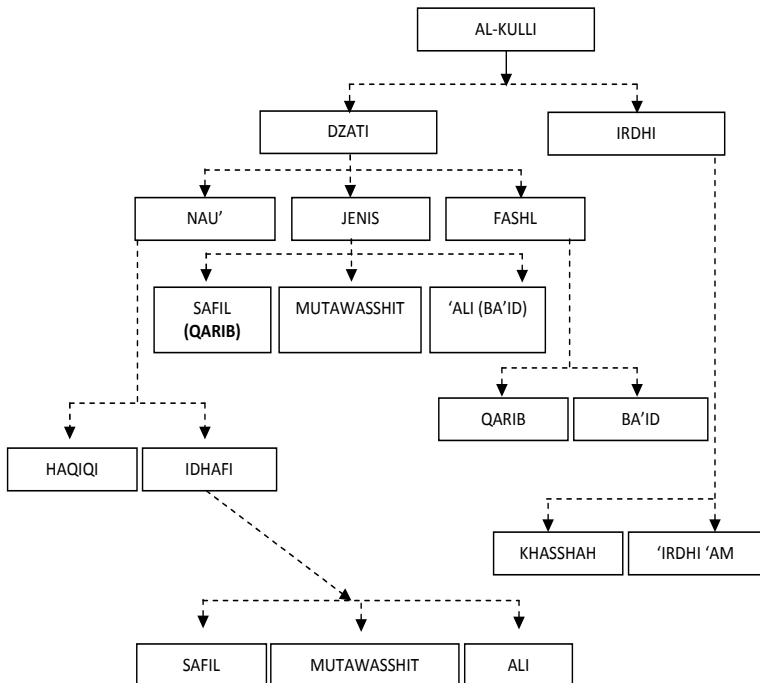 AL-KULLI
DZATI
IRDHI
NAU’
JENIS
FASHL
SAFIL
(QARIB)
MUTAWASSHIT
‘ALI (BA’ID)
QARIB
BA’ID
HAQIQI
IDHAFI
KHASSHAH
‘IRDHI ‘AM
SAFIL
MUTAWASSHIT
ALI